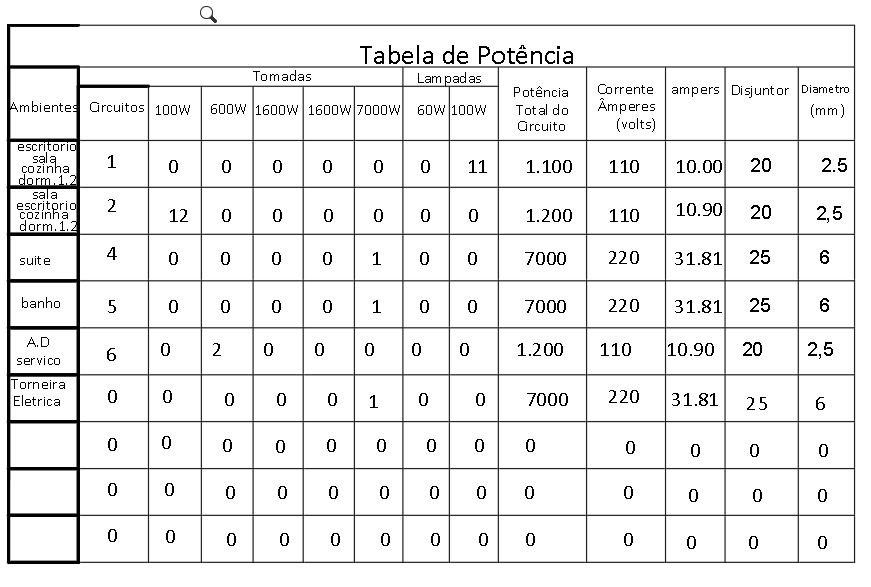 Tabela de Potência
Tomadas Lampadas
Ambientes Circuitos 100W 600W 1600W 1600W 7000W 60W 100W Potência Total do Circuito Corrente Âmperes (volts) ampers Disjuntor Diametro (mm)
escritorio
sala
cozinha
dorm.1.2
1 0 0 0 0 0 0 11 1.100 110 10.00 20 2.5
sala
escritorio
cozinha
dorm.1.2
2 12 0 0 0 0 0 0 1.200 110 10.90 20 2,5
suite 4 0 0 0 0 1 0 0 7000 220 31.81 25 6
banho 5 0 0 0 0 1 0 0 7000 220 31.81 25 6
A.D
servico
6 0 2 0 0 0 0 0 1.200 110 10.90 20 2,5
Torneira
Eletrica
0 0 0 0 0 1 0 0 7000 220 31.81 25 6
0 0 0 0 0 0 0 0 0 0 0 0 0
0 0 0 0 0 0 0 0 0 0 0 0 0
0 0 0 0 0 0 0 0 0 0 0 0 0